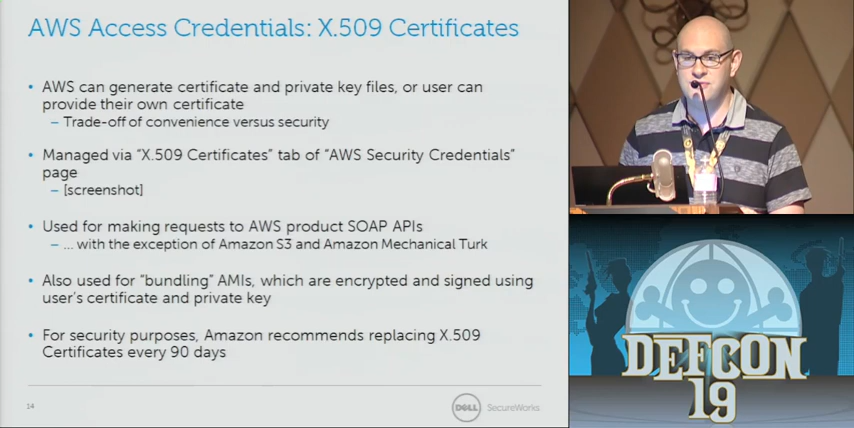 AWS Access Credentials: X.509 Certificates
• AWS can generate certificate and private key files, or user can
provide their own certificate
– Trade-off of convenience versus security
• Managed via “X.509 Certificates” tab of “AWS Security Credentials”
page
– [screenshot]
• Used for making requests to AWS product SOAP APIs
– ... with the exception of Amazon S3 and Amazon Mechanical Turk
• Also used for “bundling” AMIs, which are encrypted and signed using
user’s certificate and private key
• For security purposes, Amazon recommends replacing X.509
Certificates every 90 days
14
DELL SecureWorks
DEFCON
19